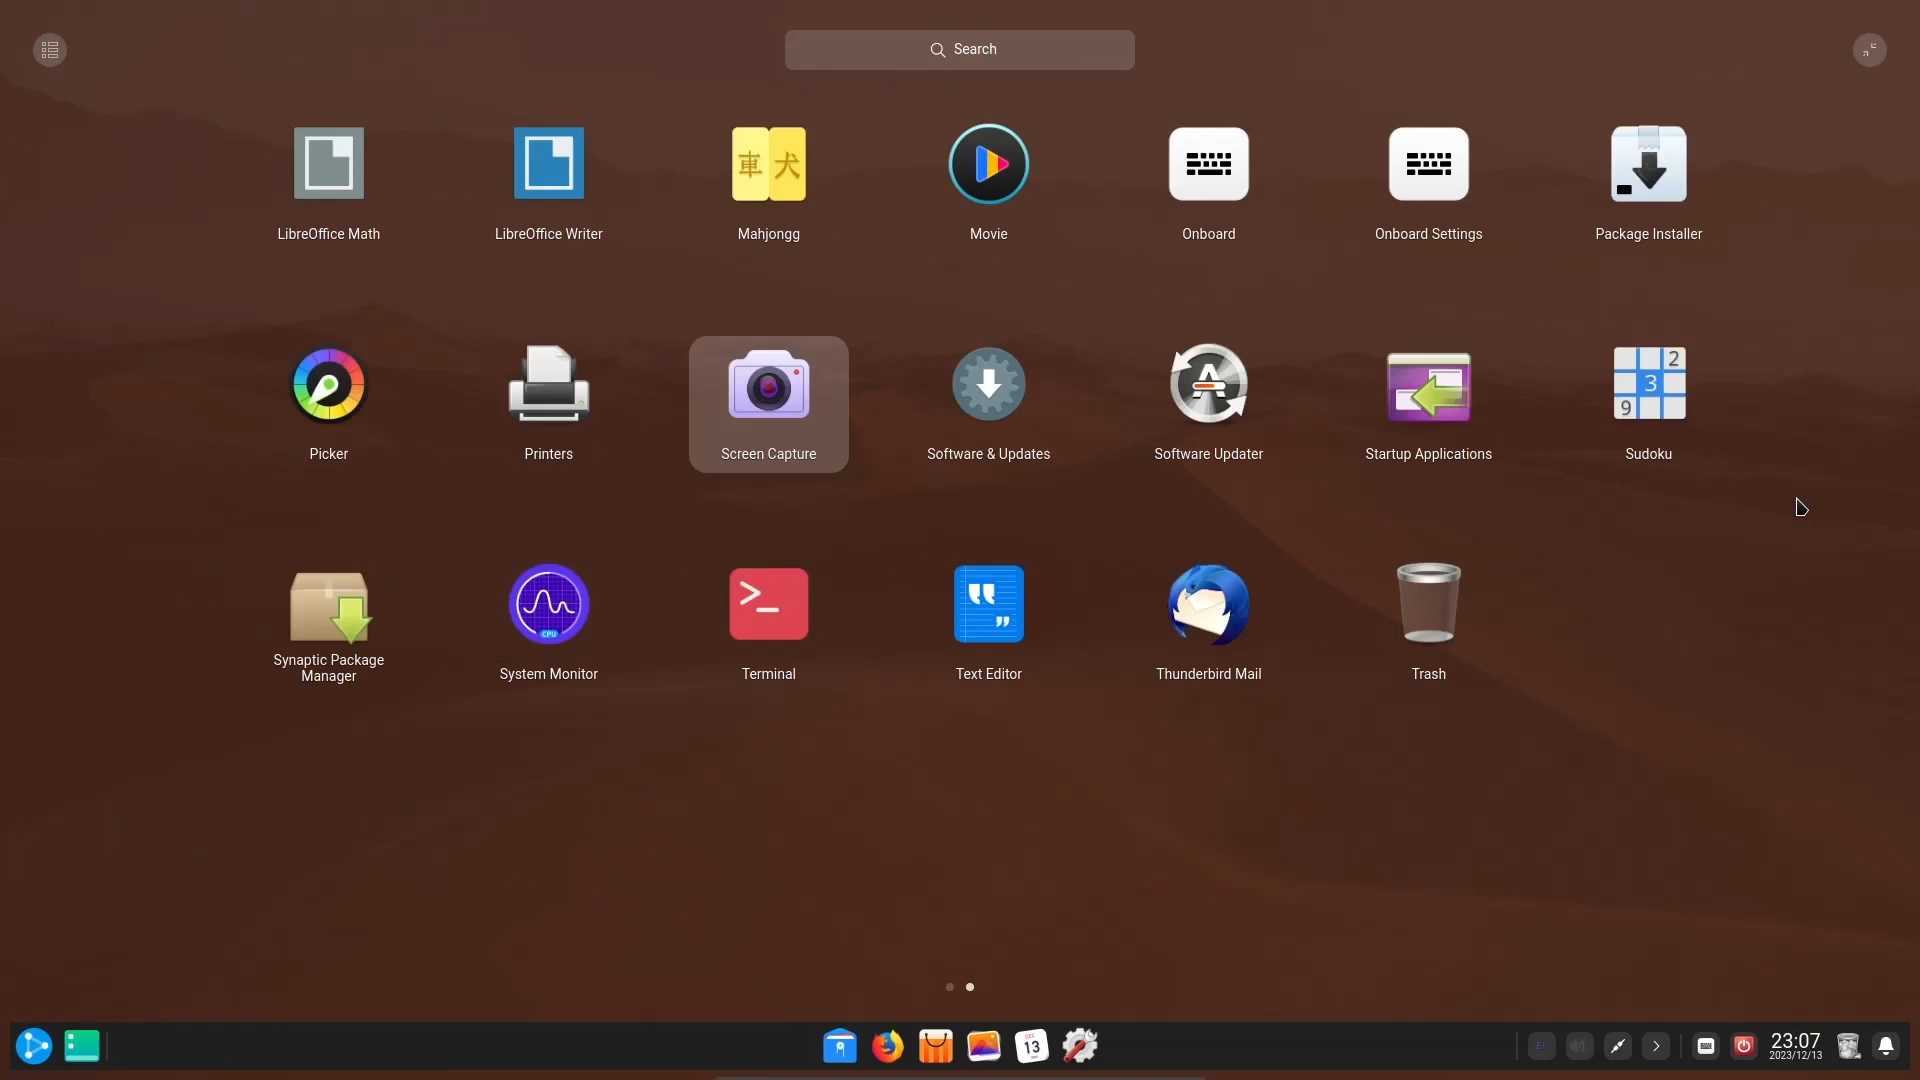 Search
LibreOffice Math
LibreOffice Writer
車 犬
Mahjongg
Movie
Onboard
Onboard Settings
Package Installer
Picker
Printers
Screen Capture
Software & Updates
A
Software Updater
Startup Applications
2
3
9
Sudoku
Synaptic Package
Manager
CPU
System Monitor
>_
Terminal
Text Editor
Thunderbird Mail
Trash
DEC
13
23:07
2023/12/13